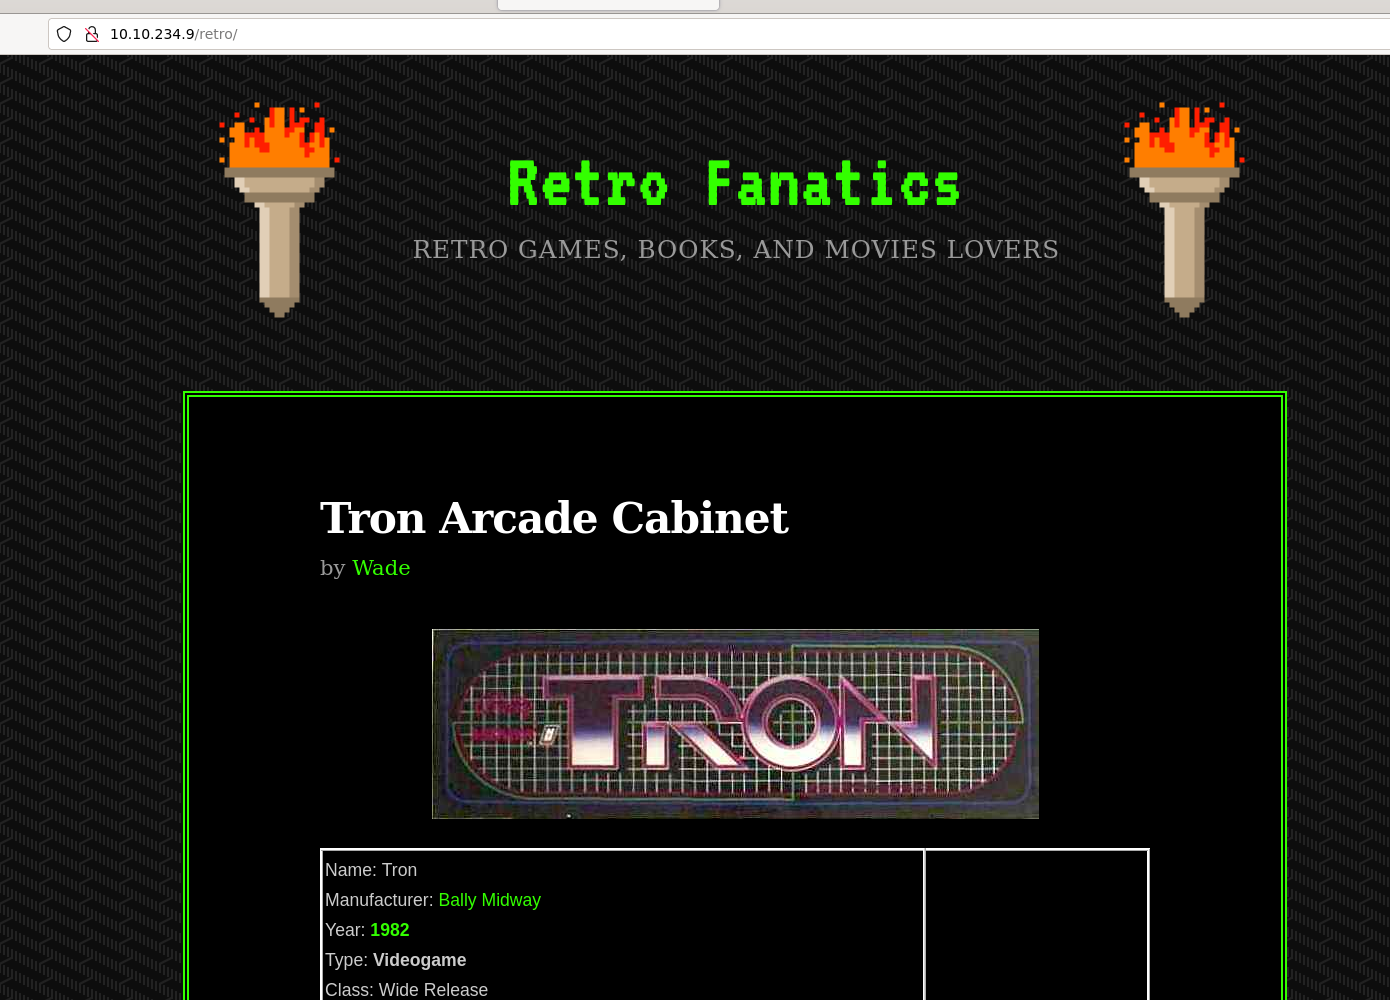 10.10.234.9/retro/
Retro Fanatics
RETRO GAMES, BOOKS, AND MOVIES LOVERS
Tron Arcade Cabinet
by Wade
TRON
Name: Tron
Manufacturer: Bally Midway
Year: 1982
Type: Videogame
Class: Wide Release